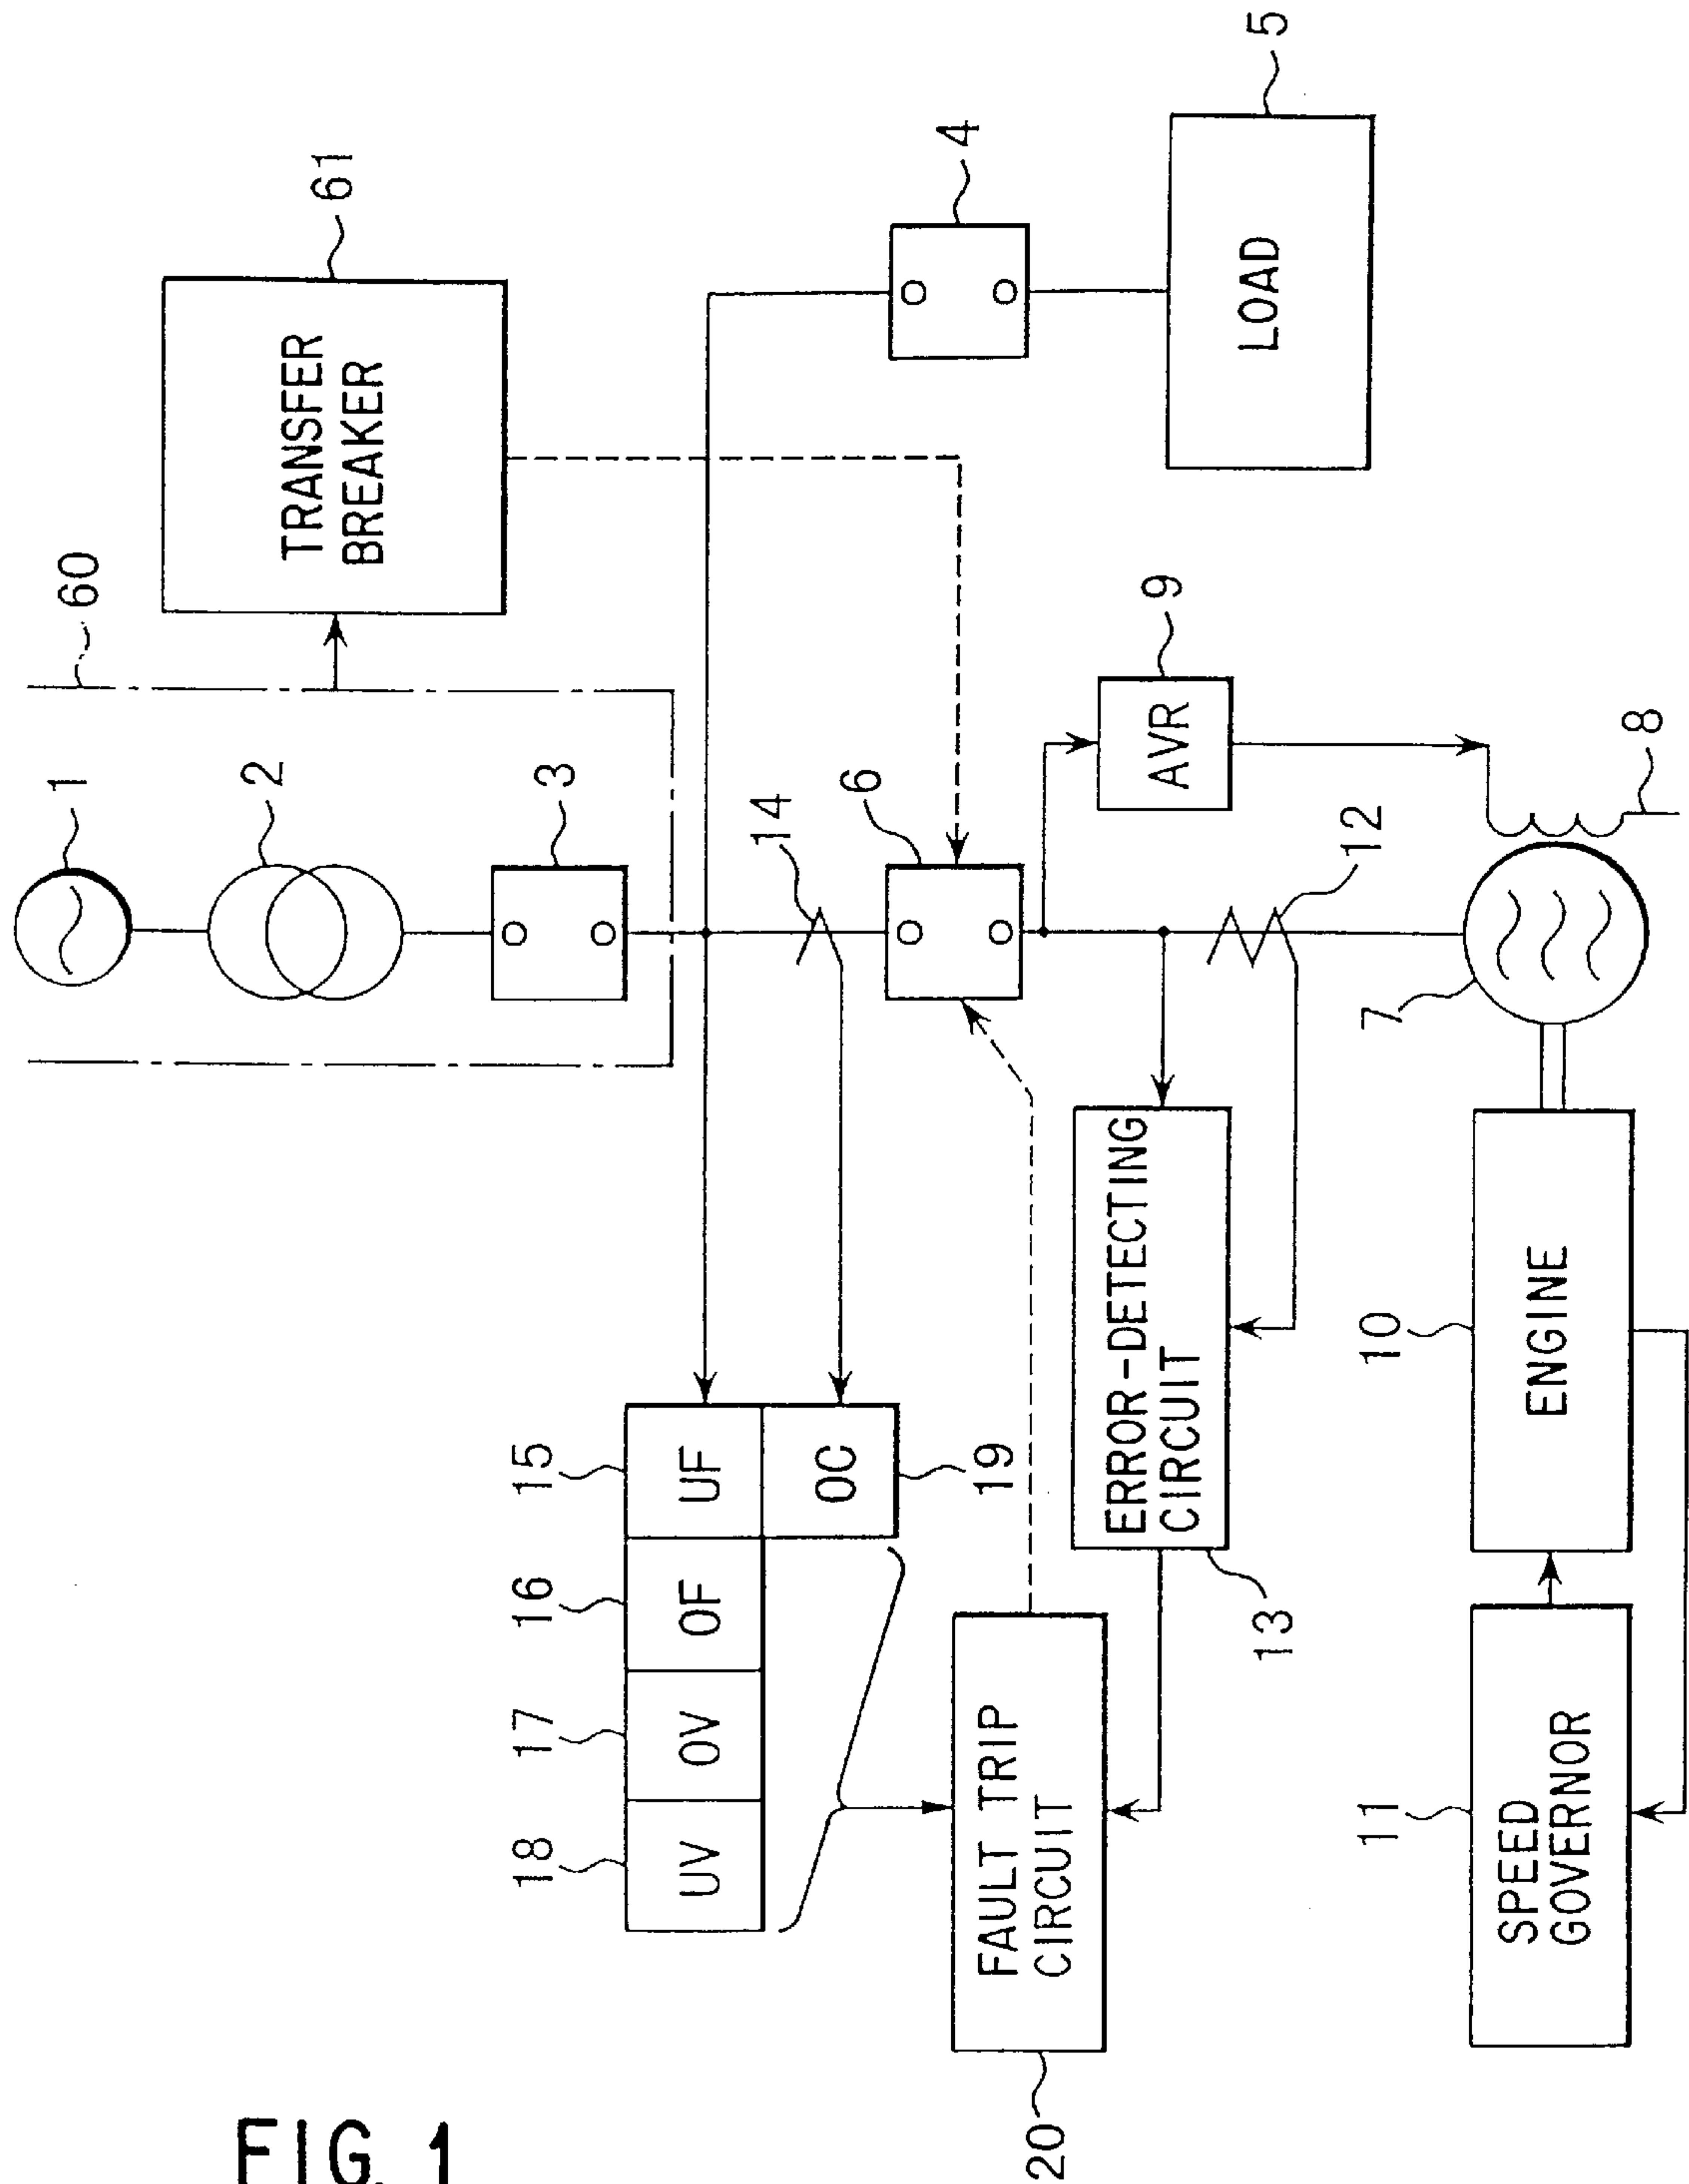 FIG. 1
60
61
TRANSFER
BREAKER
1
2
3
4
5
LOAD
14
6
9
AVR
8
12
7
15
16
17
18
UF
OF
OV
UV
OC
19
ERROR-DETECTING
CIRCUIT
13
FAULT TRIP
CIRCUIT
20
10
ENGINE
11
SPEED
GOVERNOR